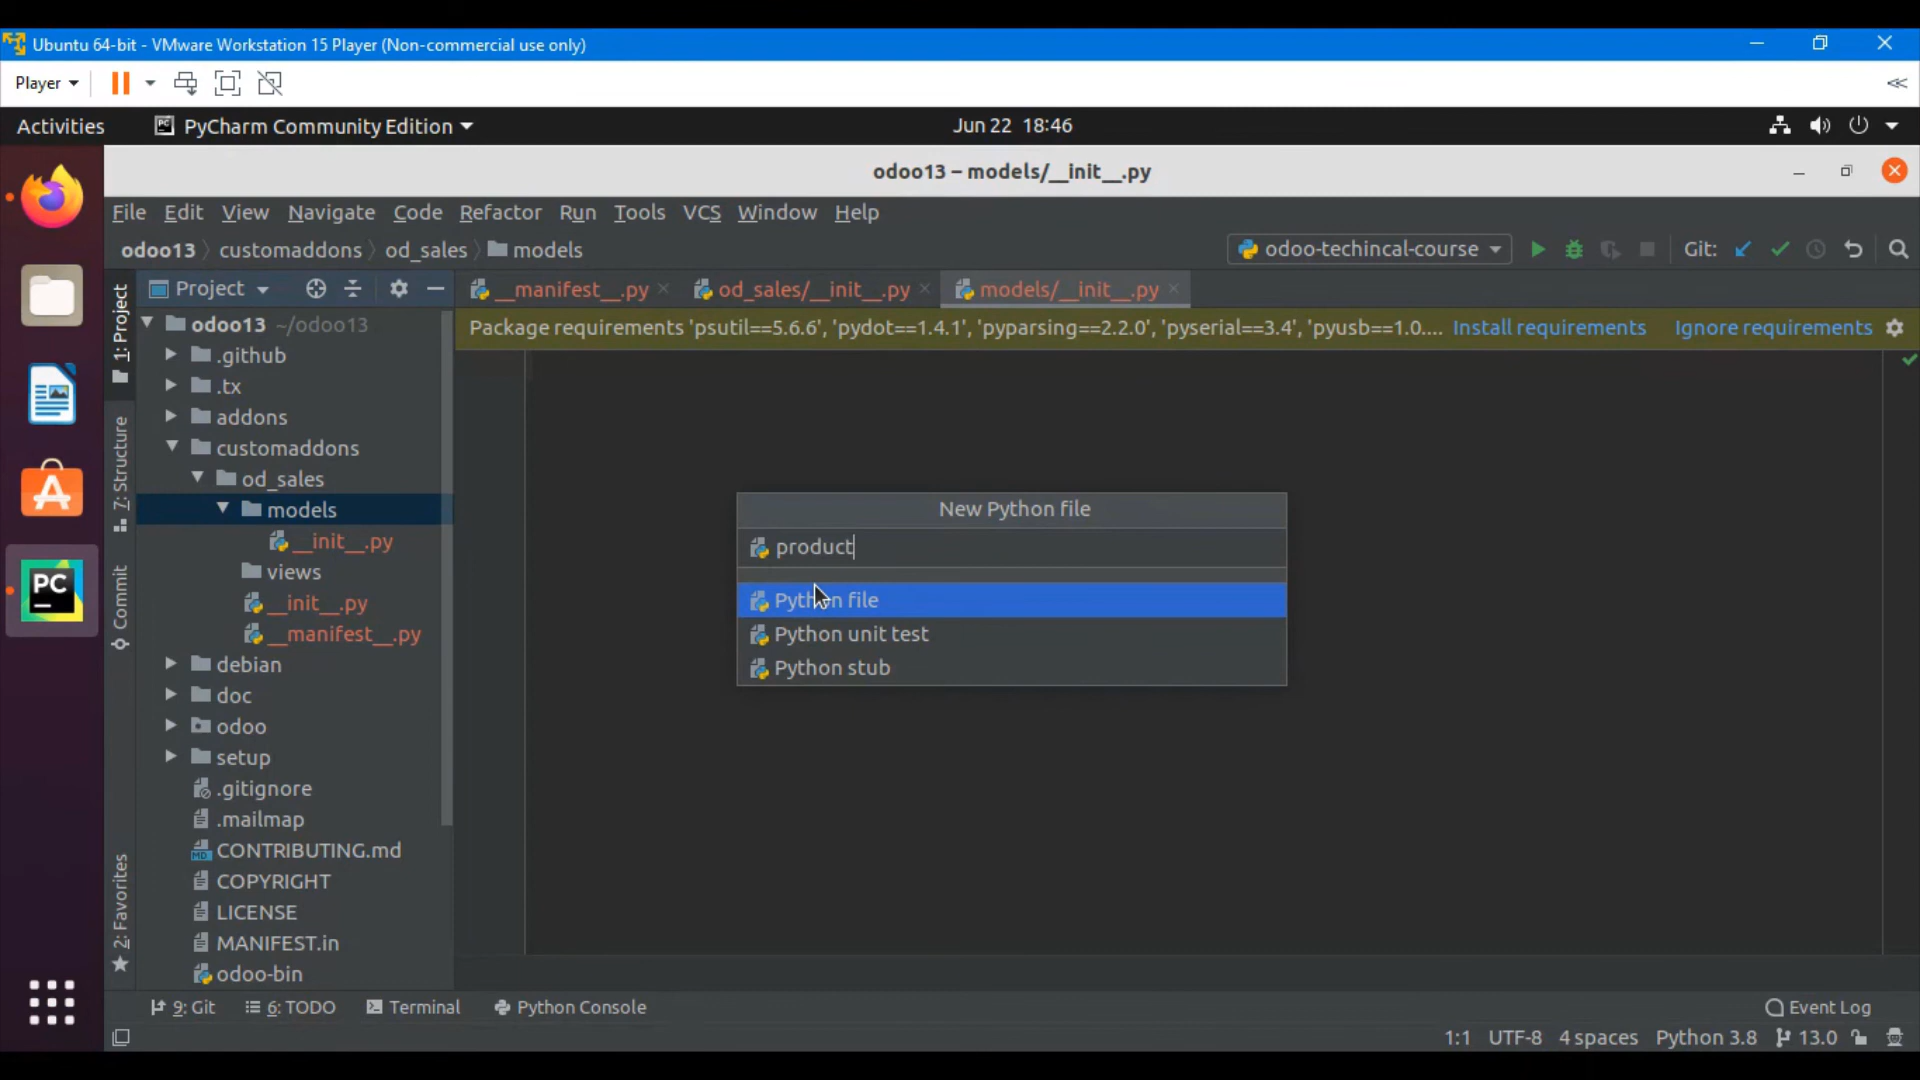 Ubuntu 64-bit - VMware Workstation 15 Player (Non-commercial use only)
Player
Activities
PyCharm Community Edition
Jun 22 18:46
odoo13 – models/__init__.py
File Edit View Navigate Code Refactor Run Tools VCS Window Help
odoo13 customaddons od_sales models
odoo-techincal-course
Git:
1: Project
7: Structure
Commit
2: Favorites
Project
__manifest__.py
od_sales/__init__.py
models/__init__.py
Package requirements 'psutil==5.6.6', 'pydot==1.4.1', 'pyparsing==2.2.0', 'pyserial==3.4', 'pyusb==1.0....
Install requirements
Ignore requirements
odoo13 ~/odoo13
.github
.tx
addons
customaddons
od_sales
models
__init__.py
views
__init__.py
__manifest__.py
debian
doc
odoo
setup
.gitignore
.mailmap
CONTRIBUTING.md
COPYRIGHT
LICENSE
MANIFEST.in
odoo-bin
New Python file
product
Python file
Python unit test
Python stub
PC
MD
9: Git
6: TODO
Terminal
Python Console
Event Log
1:1 UTF-8 4 spaces Python 3.8 13.0